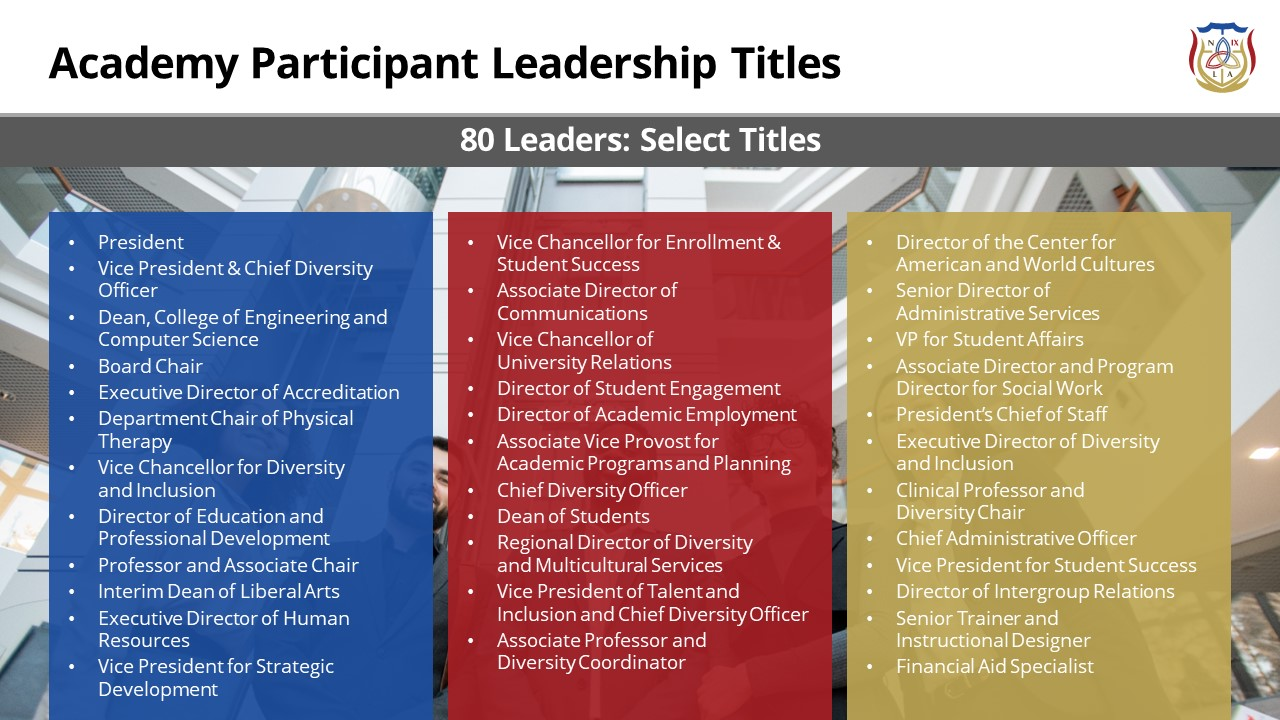 Academy Participant Leadership Titles
N IX
L A
80 Leaders: Select Titles
• President
• Vice President & Chief Diversity
Officer
• Dean, College of Engineering and
Computer Science
• Board Chair
• Executive Director of Accreditation
• Department Chair of Physical
Therapy
• Vice Chancellor for Diversity
and Inclusion
• Director of Education and
Professional Development
• Professor and Associate Chair
• Interim Dean of Liberal Arts
• Executive Director of Human
Resources
• Vice President for Strategic
Development
• Vice Chancellor for Enrollment &
Student Success
• Associate Director of
Communications
• Vice Chancellor of
University Relations
• Director of Student Engagement
• Director of Academic Employment
• Associate Vice Provost for
Academic Programs and Planning
• Chief Diversity Officer
• Dean of Students
• Regional Director of Diversity
and Multicultural Services
• Vice President of Talent and
Inclusion and Chief Diversity Officer
• Associate Professor and
Diversity Coordinator
• Director of the Center for
American and World Cultures
• Senior Director of
Administrative Services
• VP for Student Affairs
• Associate Director and Program
Director for Social Work
• President’s Chief of Staff
• Executive Director of Diversity
and Inclusion
• Clinical Professor and
Diversity Chair
• Chief Administrative Officer
• Vice President for Student Success
• Director of Intergroup Relations
• Senior Trainer and
Instructional Designer
• Financial Aid Specialist